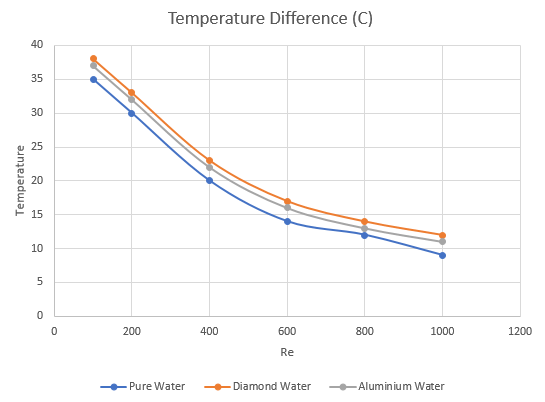 Temperature Difference (C)
40
35
30
25
20
15
10
5
0
Temperature
0 200 400 600 800 1000 1200
Re
Pure Water Diamond Water Aluminium Water